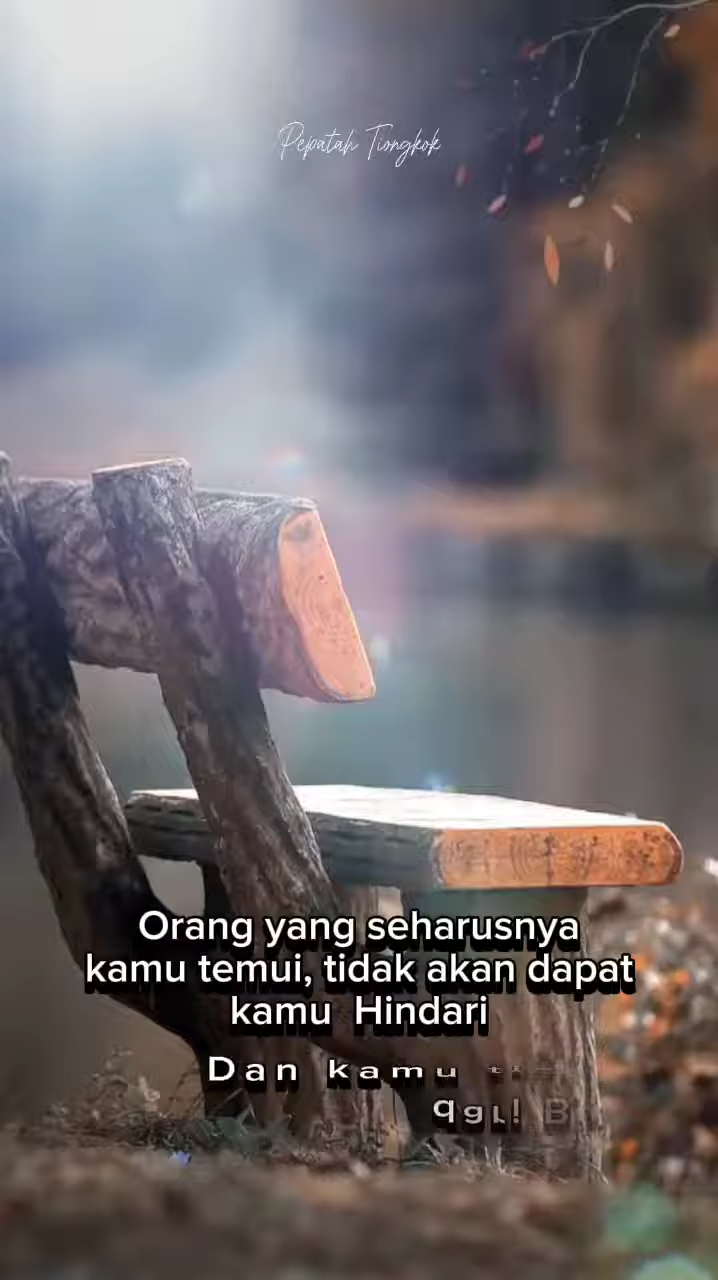 Pepatah Tiongkok
Orang yang seharusnya
kamu temui, tidak akan dapat
kamu Hindari
Dan kamu